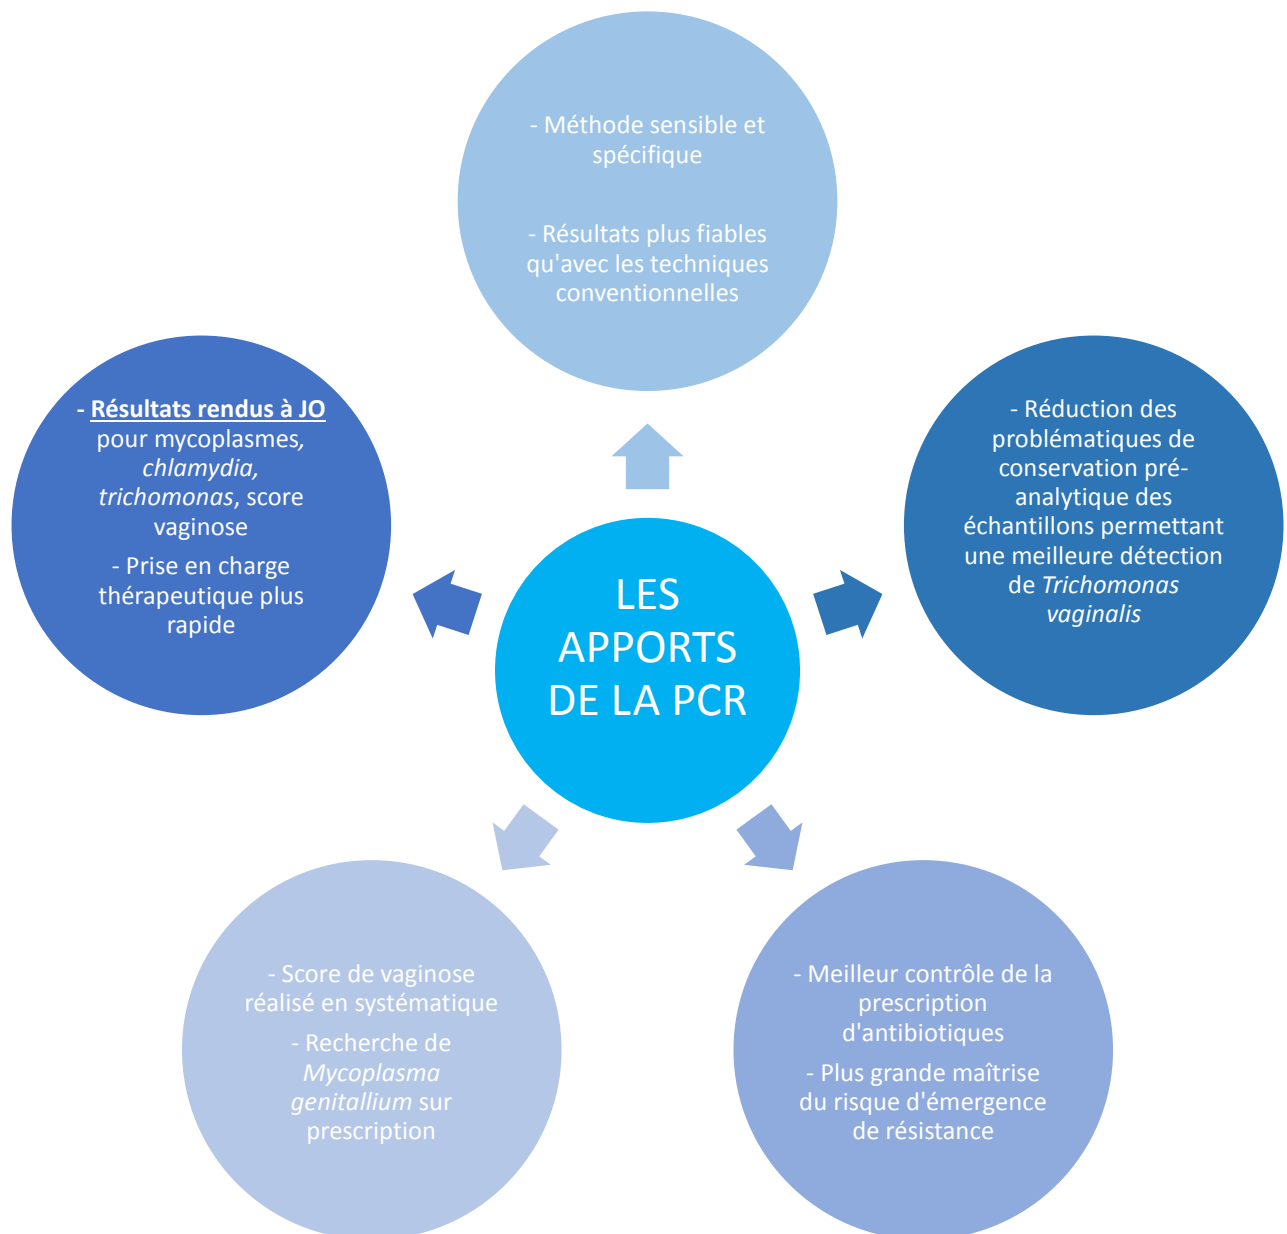 - Méthode sensible et
spécifique
- Résultats plus fiables
qu'avec les techniques
conventionnelles
- Résultats rendus à JO
pour mycoplasmes,
chlamydia,
trichomonas, score
vaginose
- Prise en charge
thérapeutique plus
rapide
- Réduction des
problématiques de
conservation pré-
analytique des
échantillons permettant
une meilleure détection
de Trichomonas
vaginalis
LES
APPORTS
DE LA PCR
- Score de vaginose
réalisé en systématique
- Recherche de
Mycoplasma
genitallium sur
prescription
- Meilleur contrôle de la
prescription
d'antibiotiques
- Plus grande maîtrise
du risque d'émergence
de résistance